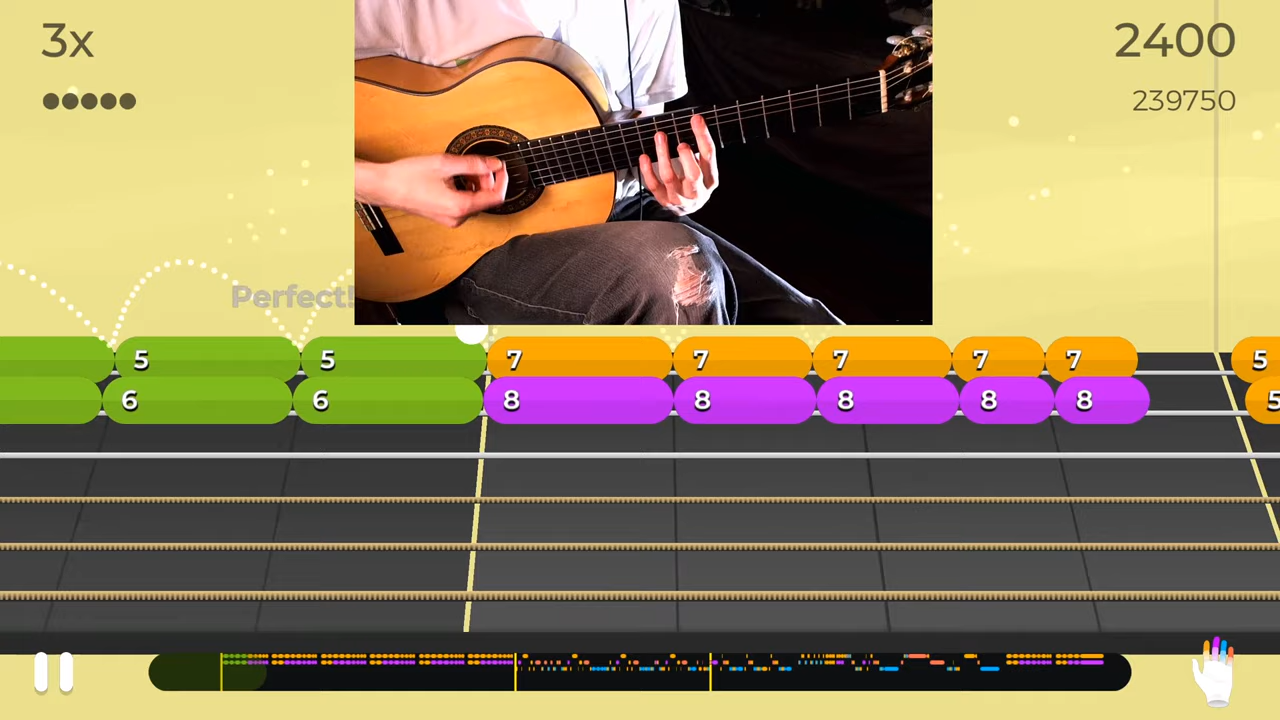 3x
2400
239750
Perfect!
5 5 7 7 7 7 7 5
6 6 8 8 8 8 8 5